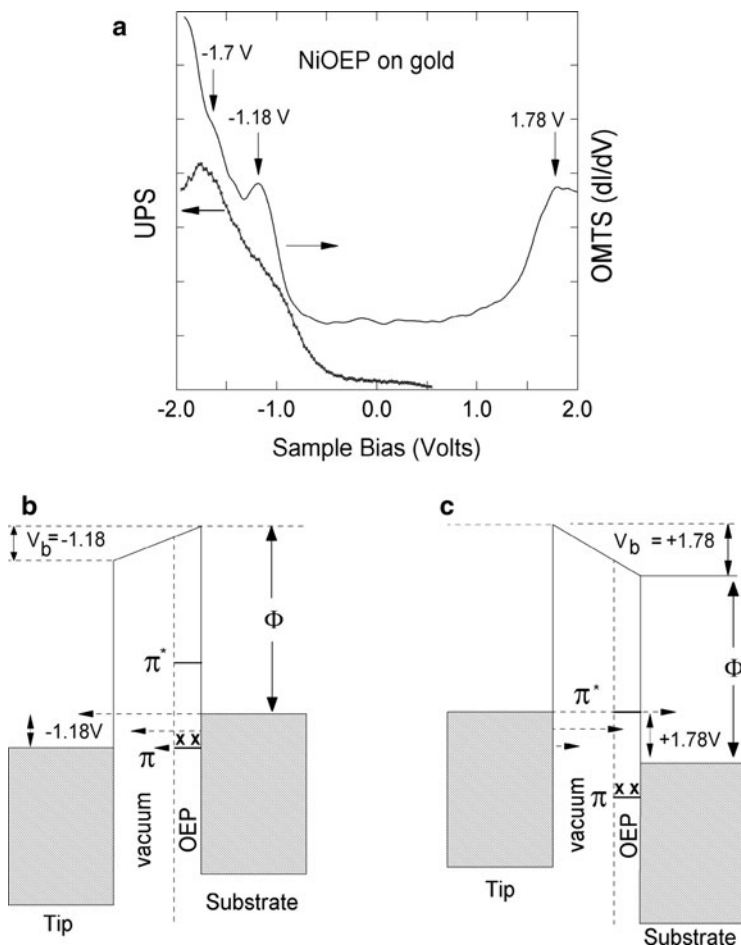 a
NiOEP on gold
-1.7 V
-1.18 V
1.78 V
UPS
OMTS (dI/dV)
-2.0 -1.0 0.0 1.0 2.0
Sample Bias (Volts)
b
V_b = -1.18
Φ
π*
-1.18V
x x
π
vacuum
OEP
Tip
Substrate
c
V_b = +1.78
Φ
π*
+1.78V
x x
π
vacuum
OEP
Tip
Substrate